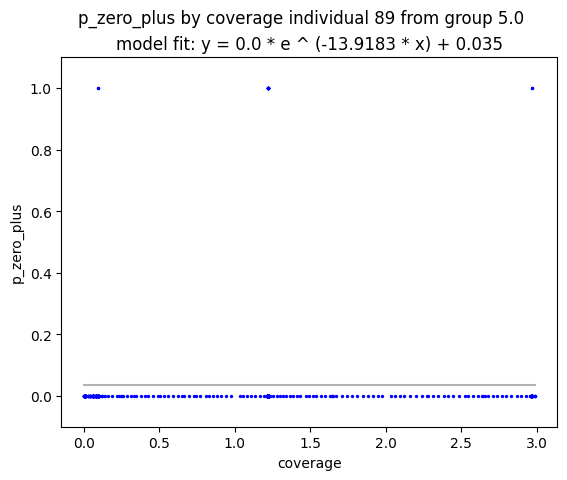 p_zero_plus by coverage individual 89 from group 5.0
model fit: y = 0.0 * e ^ (-13.9183 * x) + 0.035
1.0
0.8
0.6
0.4
0.2
0.0
p_zero_plus
0.0 0.5 1.0 1.5 2.0 2.5 3.0
coverage